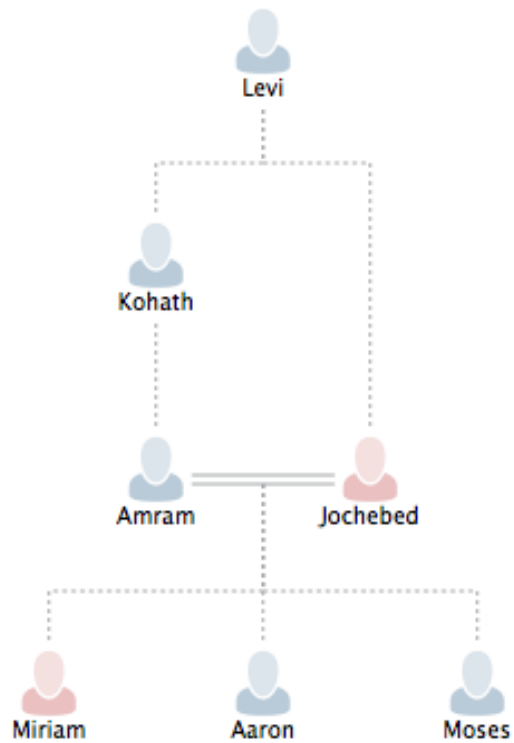 Levi
Kohath
Amram
Jochebed
Miriam
Aaron
Moses